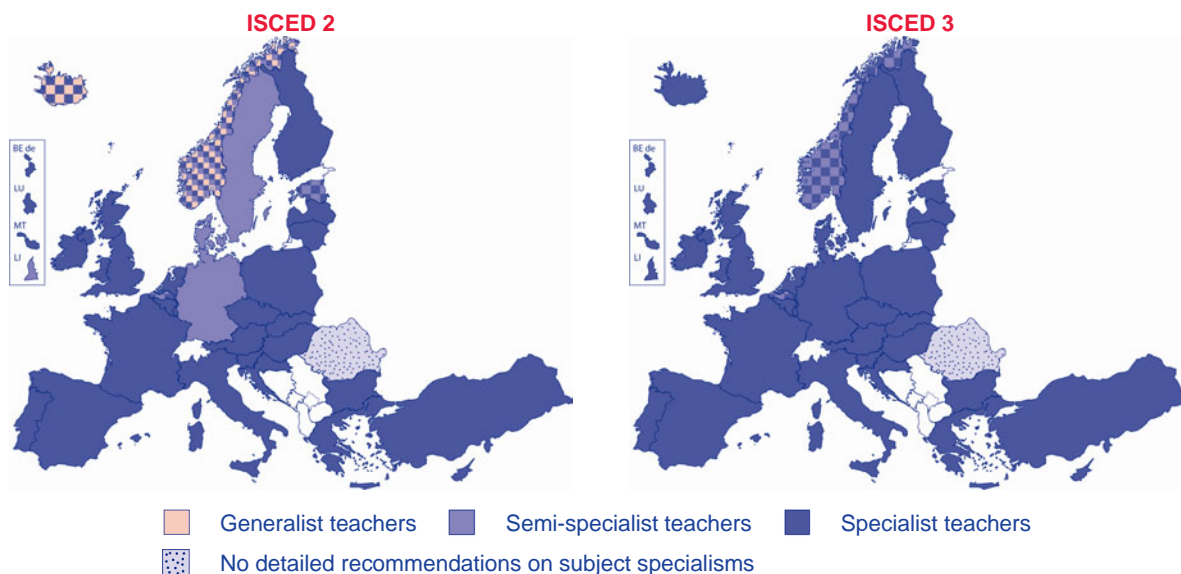 ISCED 2
ISCED 3
BE de
LU
MT
LI
BE de
LU
MT
LI
Generalist teachers
Semi-specialist teachers
Specialist teachers
No detailed recommendations on subject specialisms